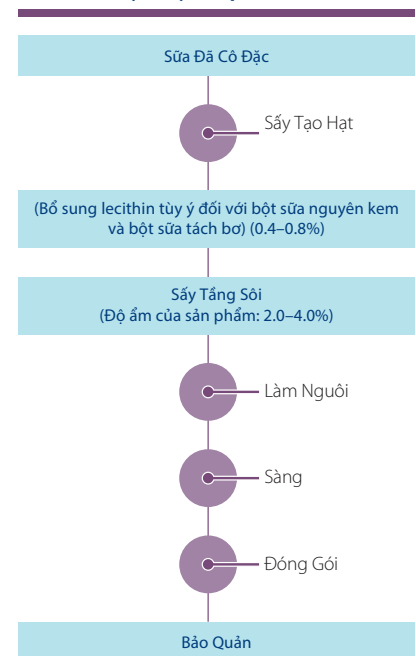 Sữa Đã Cô Đặc
Sấy Tạo Hạt
(Bổ sung lecithin tùy ý đối với bột sữa nguyên kem
và bột sữa tách bơ) (0.4–0.8%)
Sấy Tầng Sôi
(Độ ẩm của sản phẩm: 2.0–4.0%)
Làm Nguôi
Sàng
Đóng Gói
Bảo Quản